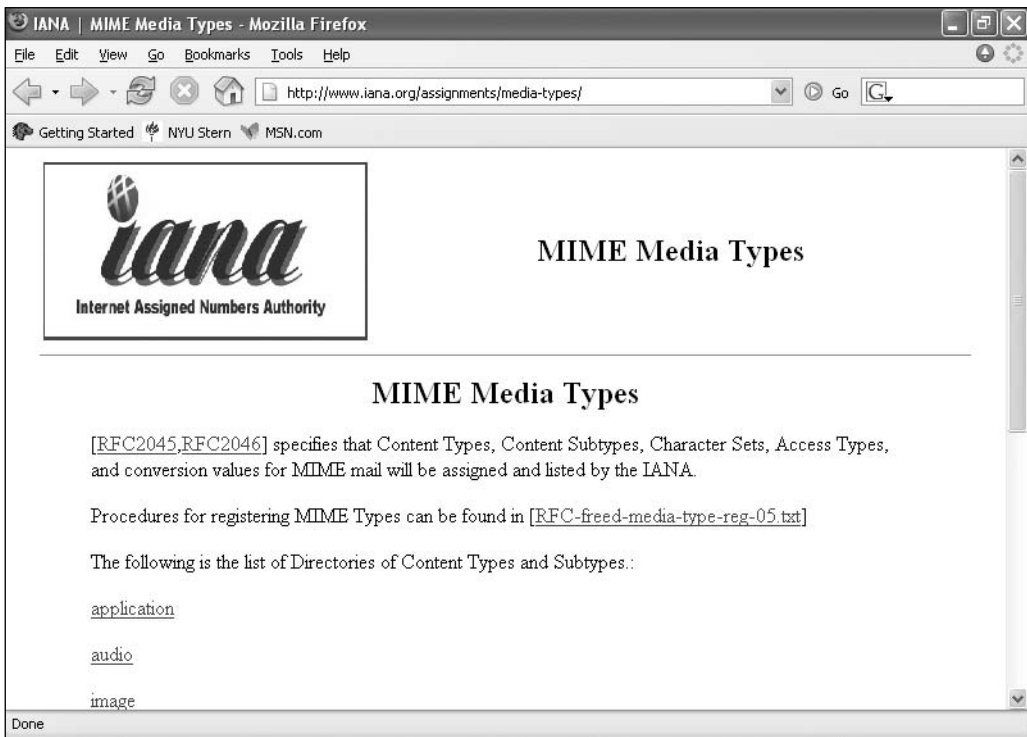 IANA | MIME Media Types - Mozilla Firefox
File Edit View Go Bookmarks Tools Help
http://www.iana.org/assignments/media-types/ Go G
Getting Started NYU Stern MSN.com
iana
Internet Assigned Numbers Authority
MIME Media Types
MIME Media Types
[RFC2045,RFC2046] specifies that Content Types, Content Subtypes, Character Sets, Access Types,
and conversion values for MIME mail will be assigned and listed by the IANA.
Procedures for registering MIME Types can be found in [RFC-freed-media-type-reg-05.txt]
The following is the list of Directories of Content Types and Subtypes.:
application
audio
image
Done